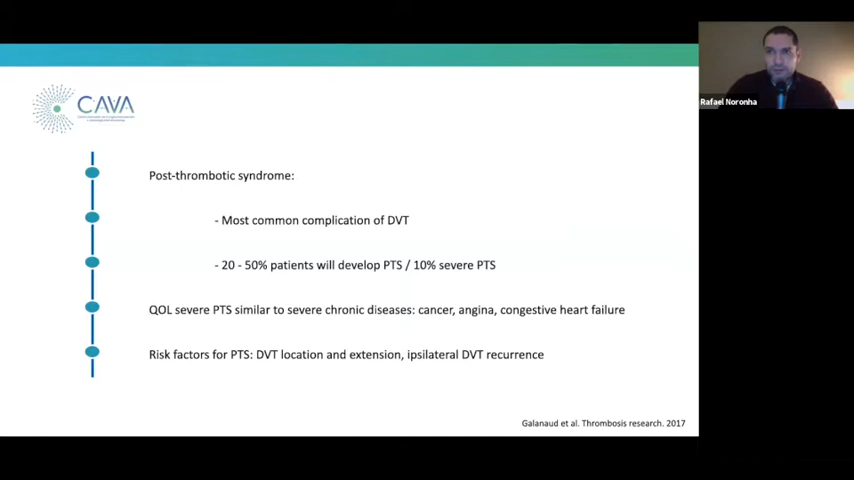 CAVA
Rafael Noronha
Post-thrombotic syndrome:
- Most common complication of DVT
- 20 - 50% patients will develop PTS / 10% severe PTS
QOL severe PTS similar to severe chronic diseases: cancer, angina, congestive heart failure
Risk factors for PTS: DVT location and extension, ipsilateral DVT recurrence
Galanaud et al. Thrombosis research. 2017